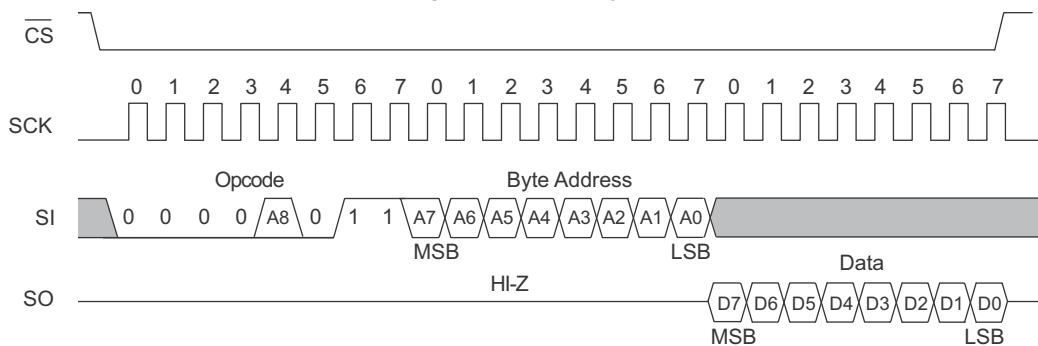 CS
0 1 2 3 4 5 6 7 0 1 2 3 4 5 6 7 0 1 2 3 4 5 6 7
SCK
Opcode Byte Address
SI 0 0 0 0 A8 0 1 1 A7 A6 A5 A4 A3 A2 A1 A0
MSB LSB
HI-Z Data
SO D7 D6 D5 D4 D3 D2 D1 D0
MSB LSB